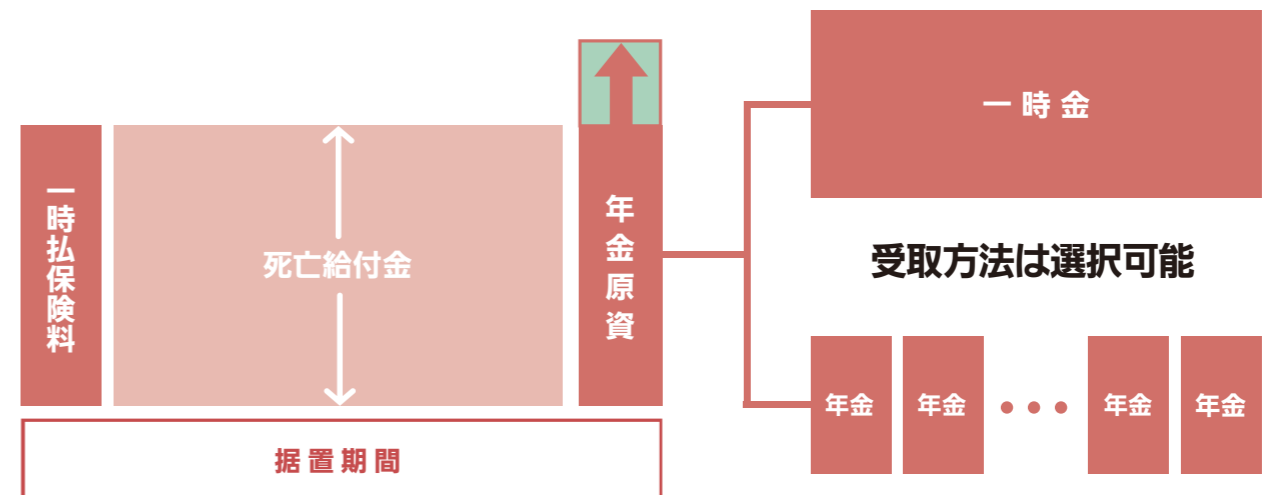 一時払保険料
死亡給付金
年金原資
据置期間
一時金
受取方法は選択可能
年金
年金
年金
年金